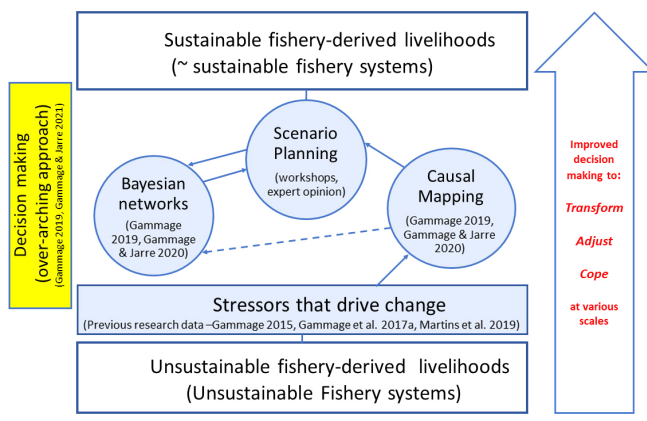 Sustainable fishery-derived livelihoods
(~ sustainable fishery systems)
Decision making
(over-arching approach)
(Gammage 2019, Gammage & Jarre 2021)
Scenario
Planning
(workshops,
expert opinion)
Bayesian
networks
(Gammage
2019, Gammage
& Jarre 2020)
Causal
Mapping
(Gammage 2019,
Gammage & Jarre
2020)
Stressors that drive change
(Previous research data –Gammage 2015, Gammage et al. 2017a, Martins et al. 2019)
Unsustainable fishery-derived livelihoods
(Unsustainable Fishery systems)
Improved
decision
making to:
Transform
Adjust
Cope
at various
scales